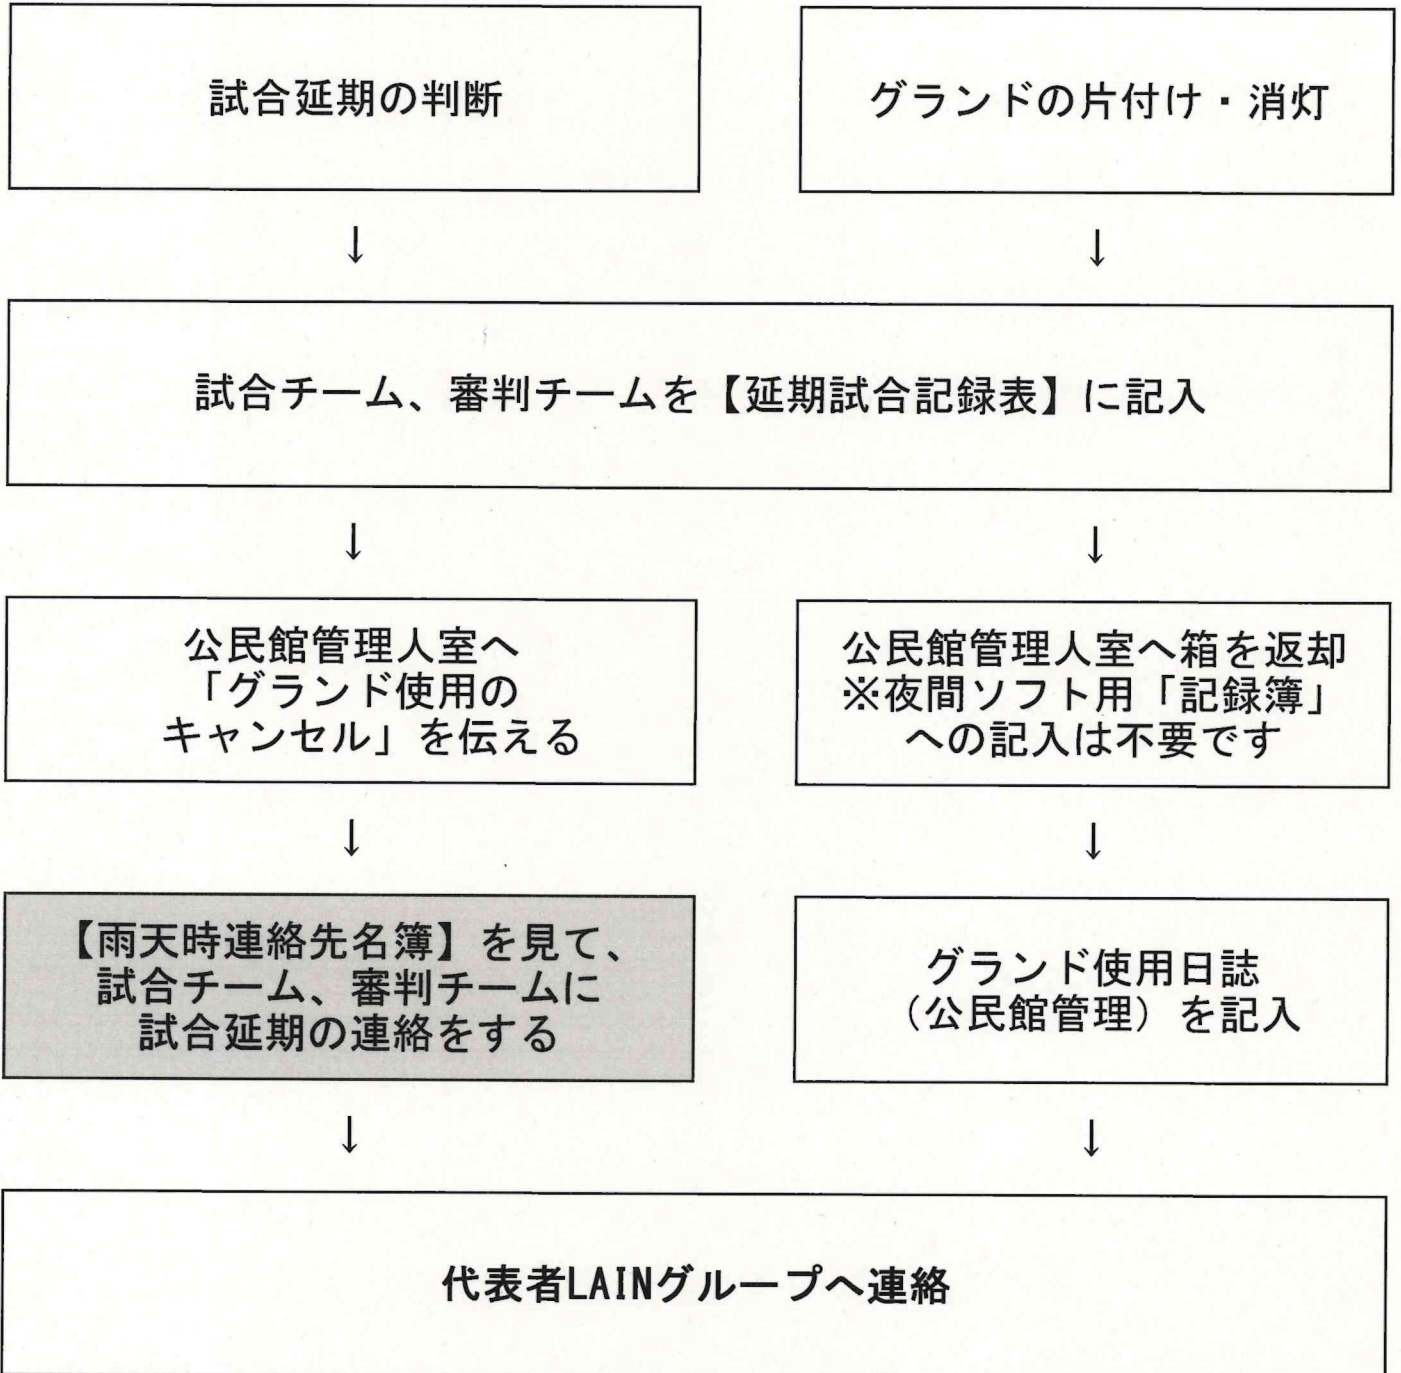 試合延期の判断
グランドの片付け・消灯
↓
↓
試合チーム、審判チームを【延期試合記録表】に記入
↓
↓
公民館管理人室へ
「グランド使用の
キャンセル」を伝える
公民館管理人室へ箱を返却
※夜間ソフト用「記録簿」
への記入は不要です
↓
↓
【雨天時連絡先名簿】を見て、
試合チーム、審判チームに
試合延期の連絡をする
グランド使用日誌
（公民館管理）を記入
↓
↓
代表者LAINグループへ連絡